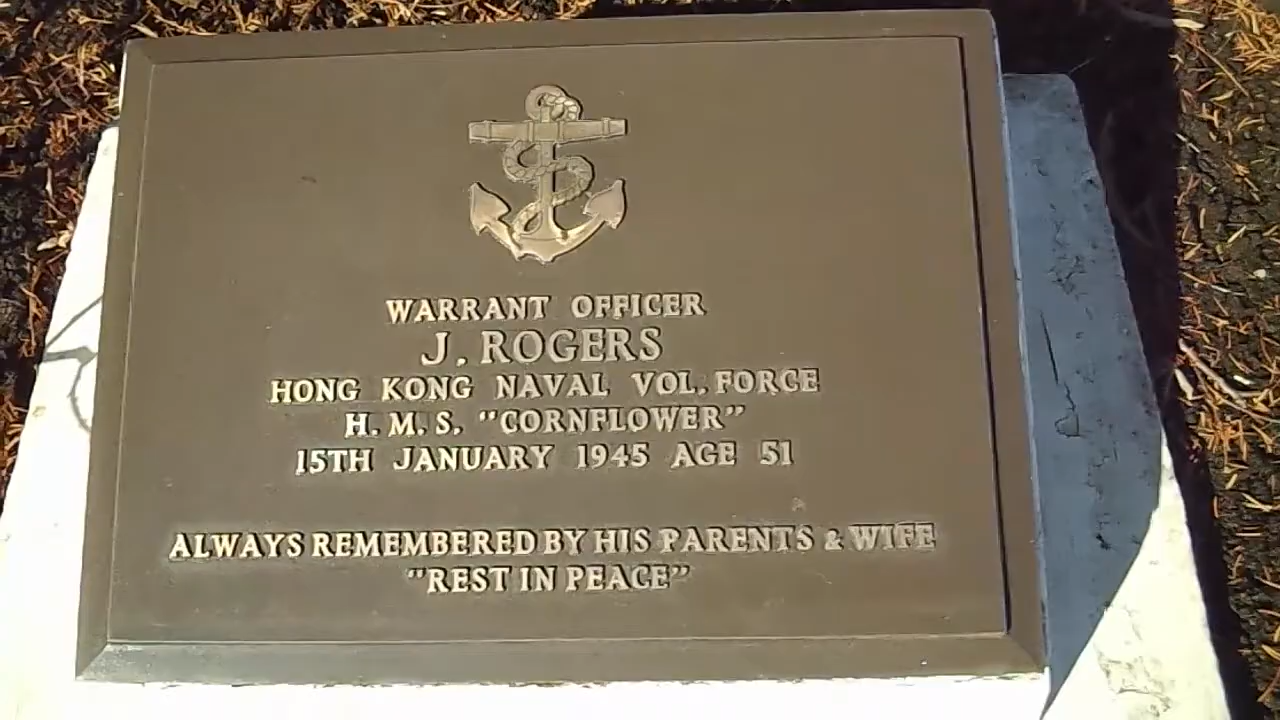 WARRANT OFFICER
J. ROGERS
HONG KONG NAVAL VOL. FORCE
H. M. S. "CORNFLOWER"
15TH JANUARY 1945 AGE 51
ALWAYS REMEMBERED BY HIS PARENTS & WIFE
"REST IN PEACE"